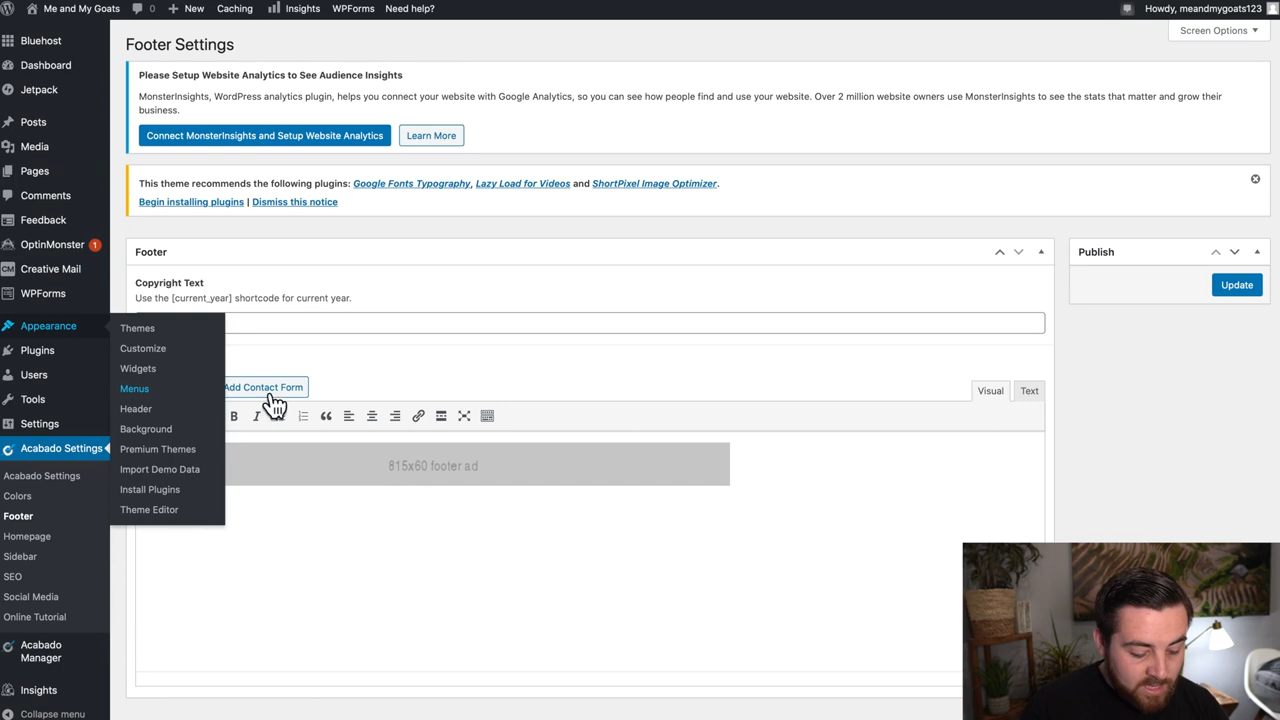 Me and My Goats
0
New
Caching
Insights
WPForms
Need help?
Howdy, meandmygoats123
Screen Options
Bluehost
Dashboard
Jetpack
Posts
Media
Pages
Comments
Feedback
OptinMonster 1
Creative Mail
WPForms
Appearance
Plugins
Users
Tools
Settings
Acabado Settings
Acabado Settings
Colors
Footer
Homepage
Sidebar
SEO
Social Media
Online Tutorial
Acabado
Manager
Insights
Collapse menu
Themes
Customize
Widgets
Menus
Header
Background
Premium Themes
Import Demo Data
Install Plugins
Theme Editor
Footer Settings
Please Setup Website Analytics to See Audience Insights
MonsterInsights, WordPress analytics plugin, helps you connect your website with Google Analytics, so you can see how people find and use your website. Over 2 million website owners use MonsterInsights to see the stats that matter and grow their
business.
Connect MonsterInsights and Setup Website Analytics
Learn More
This theme recommends the following plugins: Google Fonts Typography, Lazy Load for Videos and ShortPixel Image Optimizer.
Begin installing plugins | Dismiss this notice
Footer
Copyright Text
Use the [current_year] shortcode for current year.
Add Contact Form
Visual
Text
B I
815x60 footer ad
Publish
Update